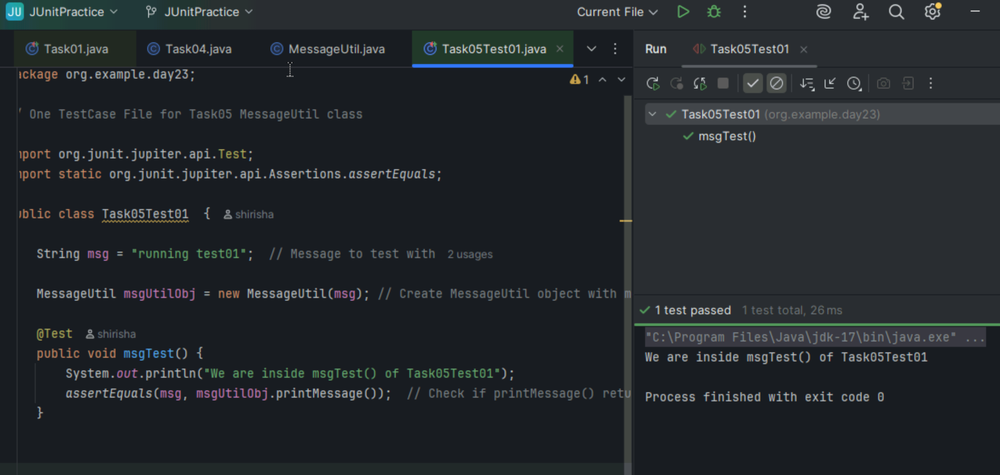 JU JUnitPractice JUnitPractice Current File
Task01.java Task04.java MessageUtil.java Task05Test01.java
Run Task05Test01
ackage org.example.day23;
1
/ One TestCase File for Task05 MessageUtil class
mport org.junit.jupiter.api.Test;
mport static org.junit.jupiter.api.Assertions.assertEquals;
ublic class Task05Test01 { shirisha
String msg = "running test01"; // Message to test with 2 usages
MessageUtil msgUtilObj = new MessageUtil(msg); // Create MessageUtil object with m
@Test shirisha
public void msgTest() {
System.out.println("We are inside msgTest() of Task05Test01");
assertEquals(msg, msgUtilObj.printMessage()); // Check if printMessage() retu
}
Task05Test01 (org.example.day23)
msgTest()
1 test passed 1 test total, 26 ms
"C:\Program Files\Java\jdk-17\bin\java.exe" ...
We are inside msgTest() of Task05Test01
Process finished with exit code 0